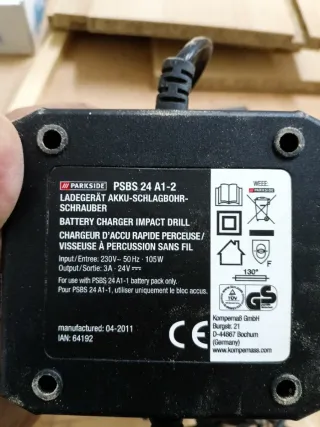 PARKSIDE PSBS 24 A1-2
LADEGERÄT AKKU-SCHLAGBOHR-
SCHRAUBER
BATTERY CHARGER IMPACT DRILL
CHARGEUR D'ACCU RAPIDE PERCEUSE/
VISSEUSE À PERCUSSION SANS FIL
Input/Entree: 230V~ 50Hz · 105W
Output/Sortie: 3A · 24V
For use with PSBS 24 A1-1 battery pack only.
Pour PSBS 24 A1-1, utiliser uniquement le bloc accus.
manufactured: 04-2011
IAN: 64192
CE
WEEE
F
130°
TÜV
GS
Kompernaß GmbH
Burgstr. 21
D-44867 Bochum
(Germany)
www.kompernass.com